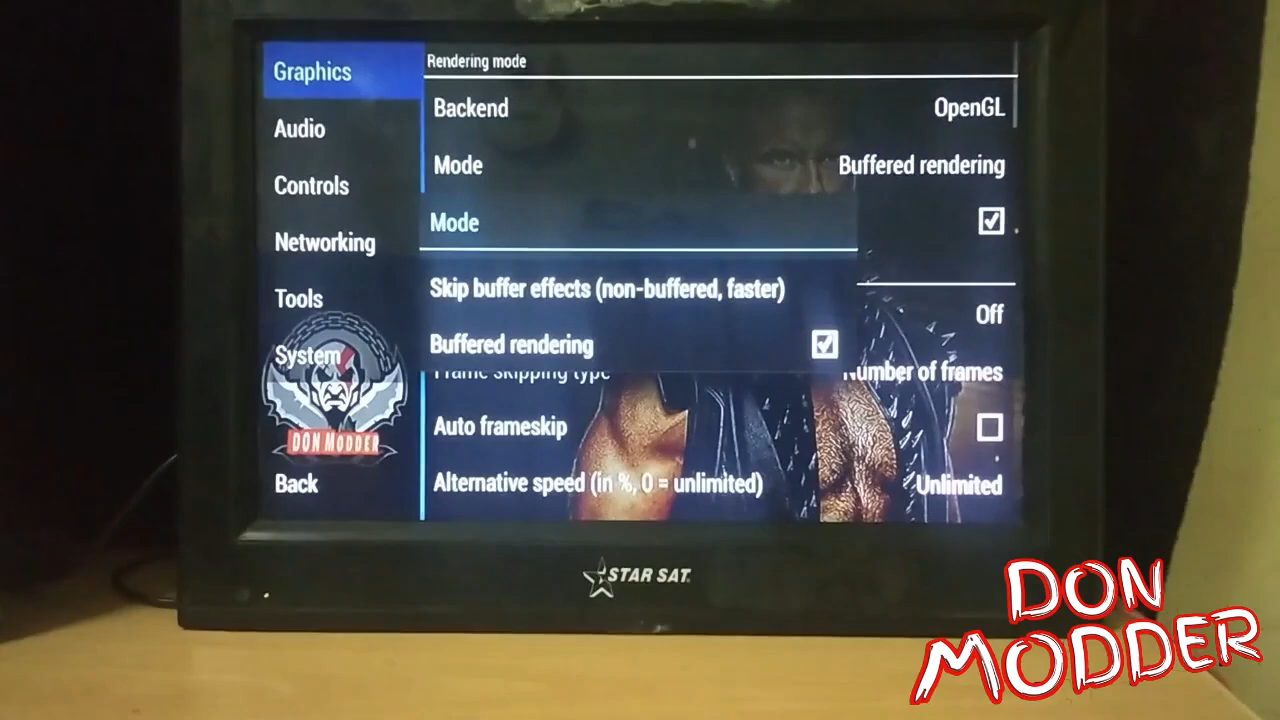 Graphics
Audio
Controls
Networking
Tools
System
DON MODDER
Back
Rendering mode
Backend OpenGL
Mode Buffered rendering
Mode
Skip buffer effects (non-buffered, faster)
Buffered rendering
Off
Frame skipping type Number of frames
Auto frameskip
Alternative speed (in %, 0 = unlimited) Unlimited
STAR SAT
DON
MODDER